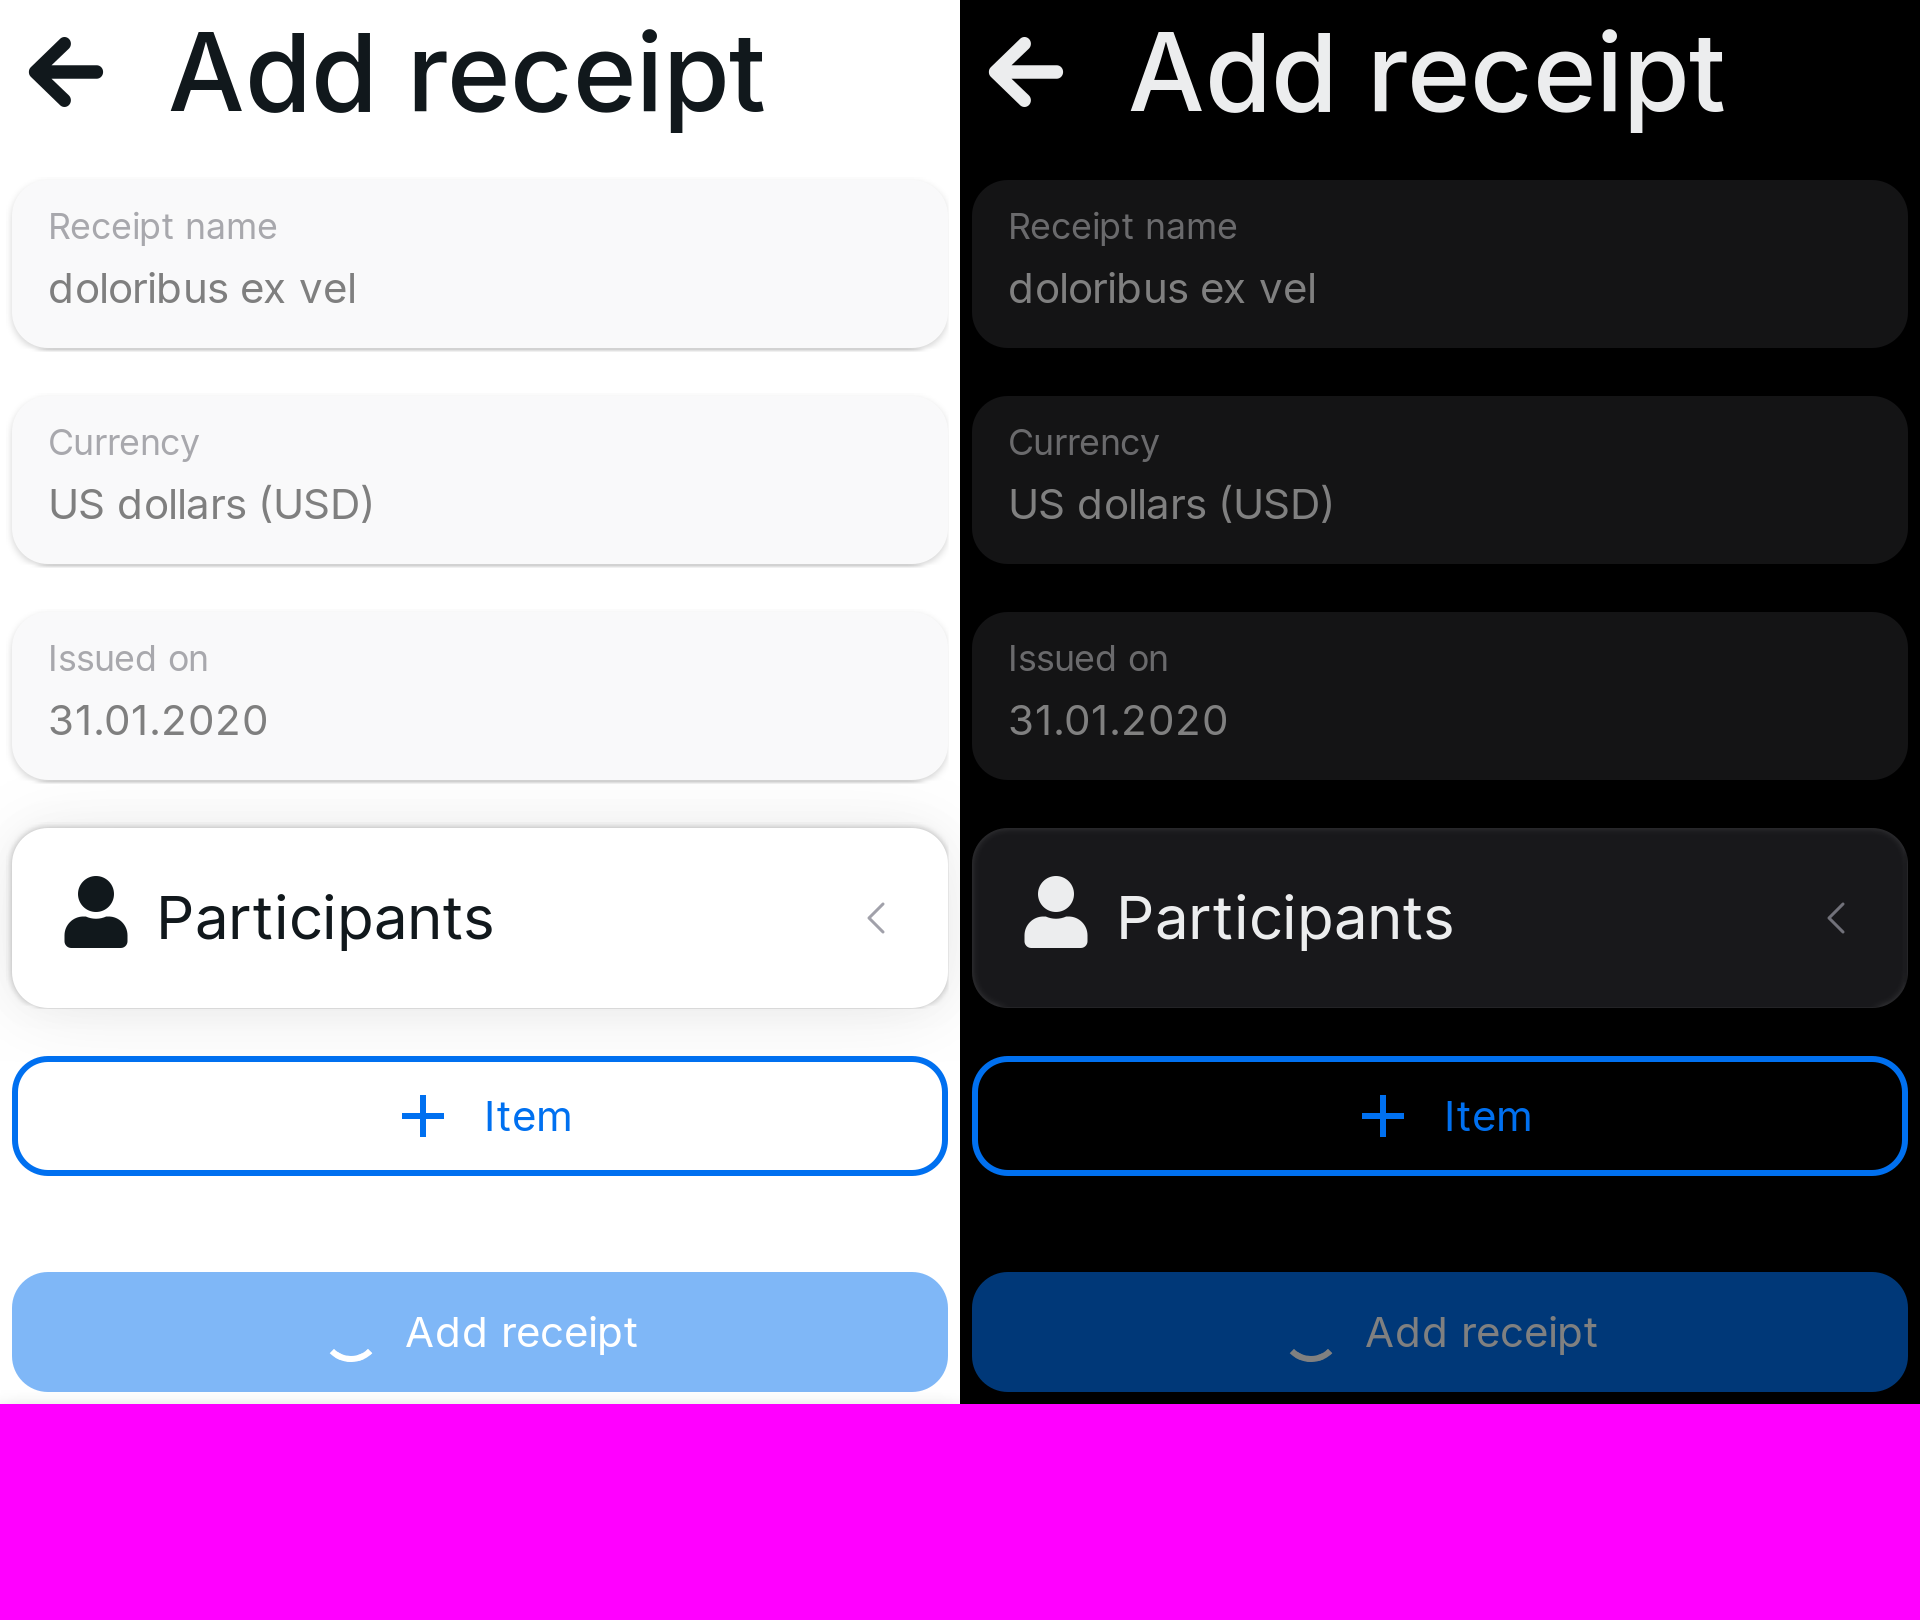 Add receipt
Receipt name
doloribus ex vel
Currency
US dollars (USD)
Issued on
31.01.2020
Participants
Item
Add receipt
Add receipt
Receipt name
doloribus ex vel
Currency
US dollars (USD)
Issued on
31.01.2020
Participants
Item
Add receipt